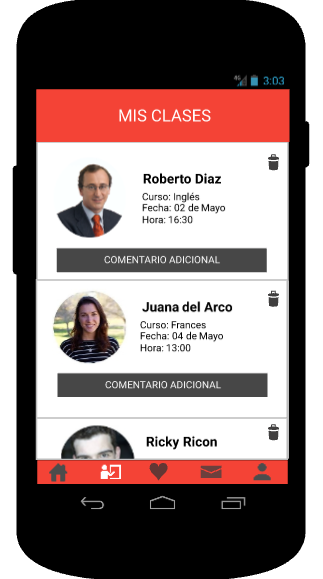 3:03
MIS CLASES
Roberto Diaz
Curso: Inglés
Fecha: 02 de Mayo
Hora: 16:30
COMENTARIO ADICIONAL
Juana del Arco
Curso: Frances
Fecha: 04 de Mayo
Hora: 13:00
COMENTARIO ADICIONAL
Ricky Ricon